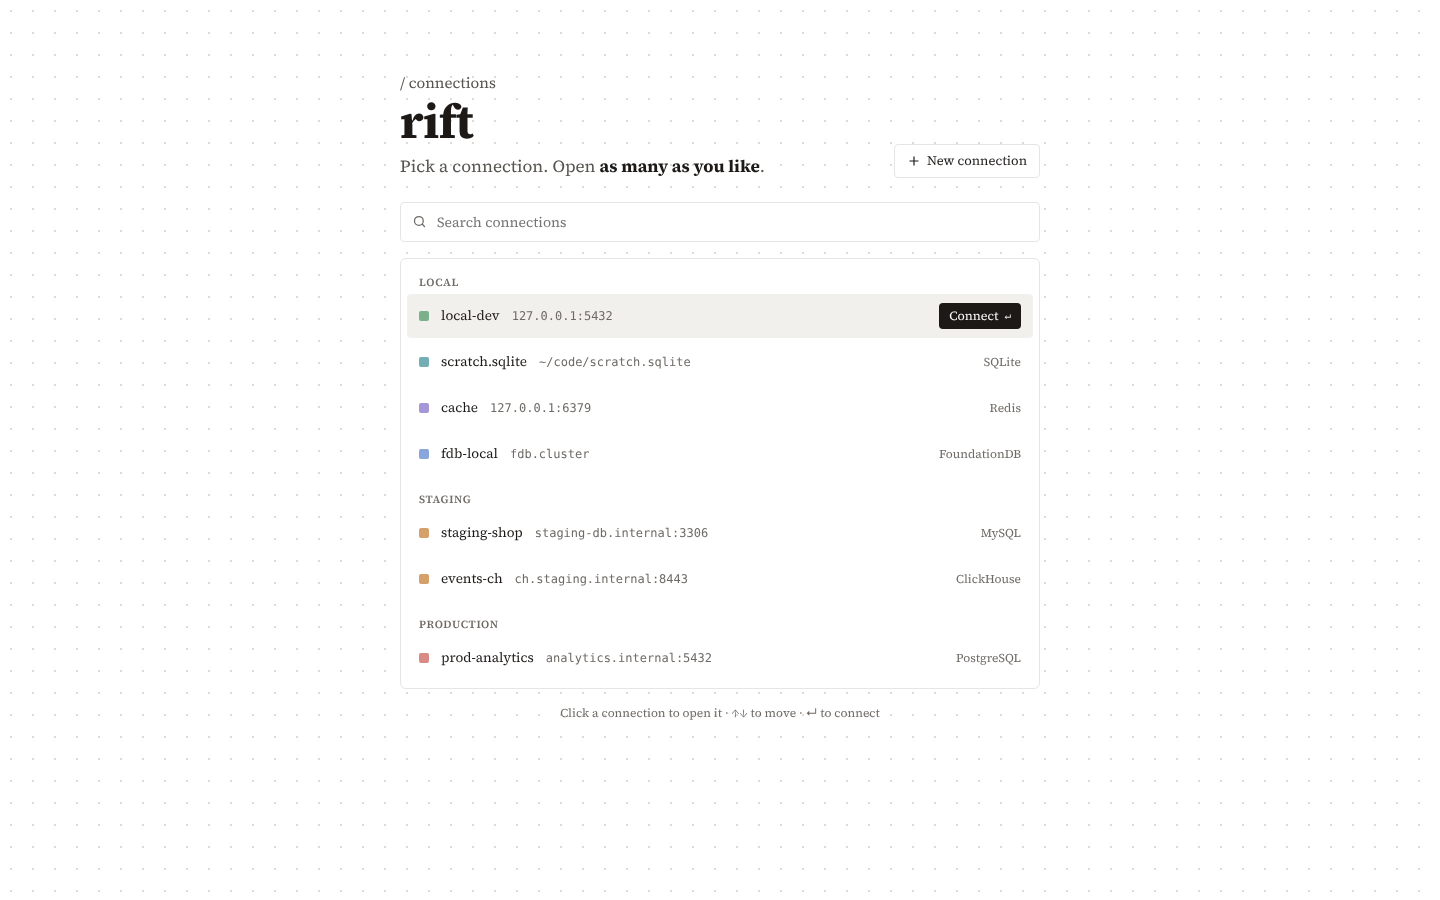 / connections
rift
Pick a connection. Open as many as you like.
+ New connection
Search connections
LOCAL
local-dev 127.0.0.1:5432 Connect ↵
scratch.sqlite ~/code/scratch.sqlite SQLite
cache 127.0.0.1:6379 Redis
fdb-local fdb.cluster FoundationDB
STAGING
staging-shop staging-db.internal:3306 MySQL
events-ch ch.staging.internal:8443 ClickHouse
PRODUCTION
prod-analytics analytics.internal:5432 PostgreSQL
Click a connection to open it · ↑↓ to move · ↵ to connect